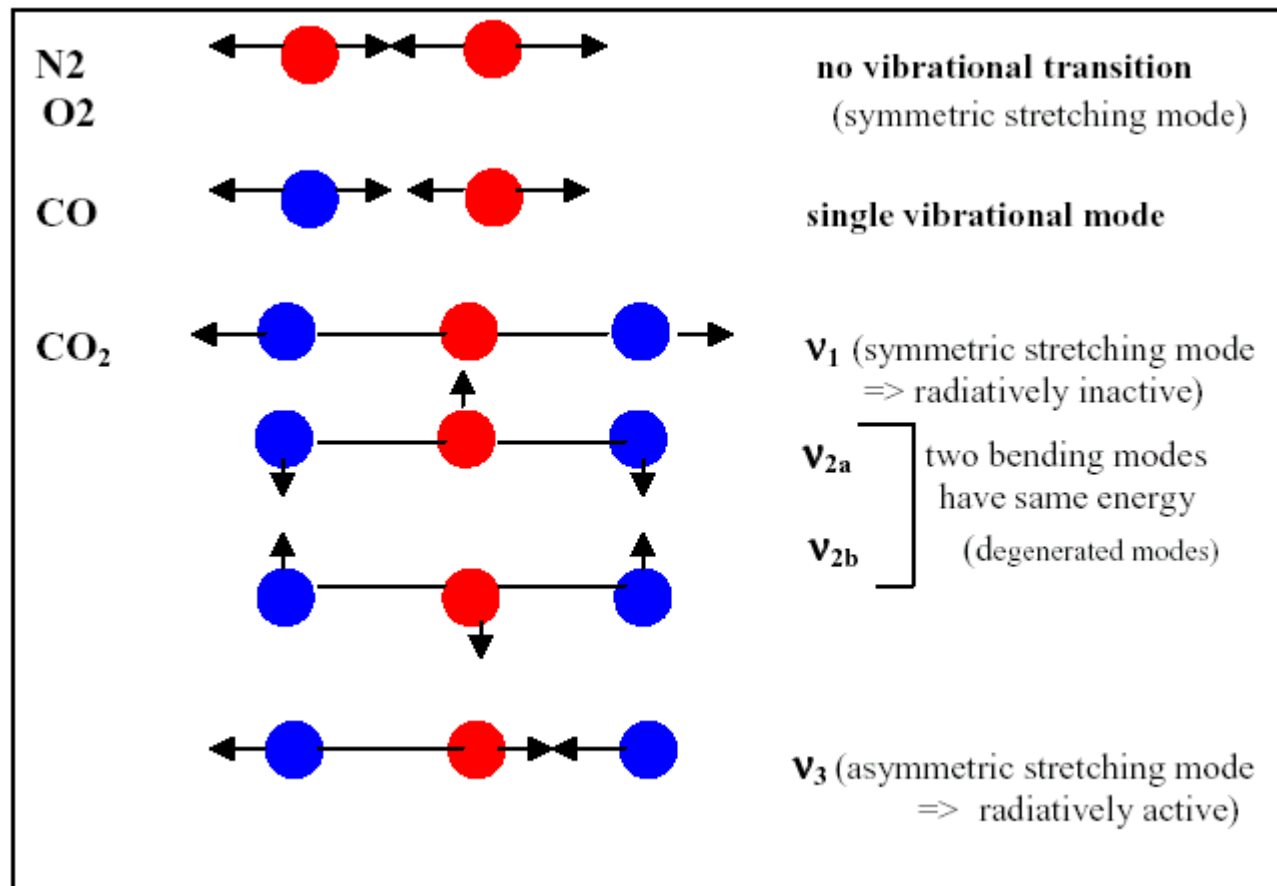 N2 no vibrational transition
O2 (symmetric stretching mode)
CO single vibrational mode
CO₂ ν₁ (symmetric stretching mode
=> radiatively inactive)
ν₂ₐ two bending modes
have same energy
ν2b (degenerated modes)
ν₃ (asymmetric stretching mode
=> radiatively active)